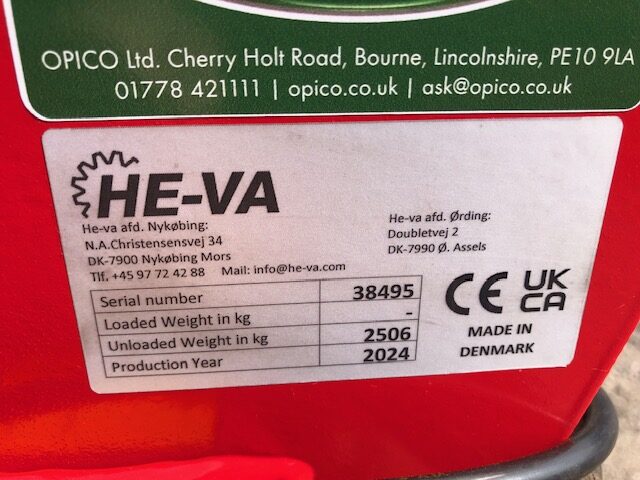 OPICO Ltd. Cherry Holt Road, Bourne, Lincolnshire, PE10 9LA
01778 421111 | opico.co.uk | ask@opico.co.uk
HE-VA
He-va afd. Nykøbing:
N.A.Christensensvej 34
DK-7900 Nykøbing Mors
Tlf. +45 97 72 42 88 Mail: info@he-va.com
He-va afd. Ørding:
Doubletvej 2
DK-7990 Ø. Assels
Serial number 38495
Loaded Weight in kg -
Unloaded Weight in kg 2506
Production Year 2024
CE UK
CA
MADE IN
DENMARK